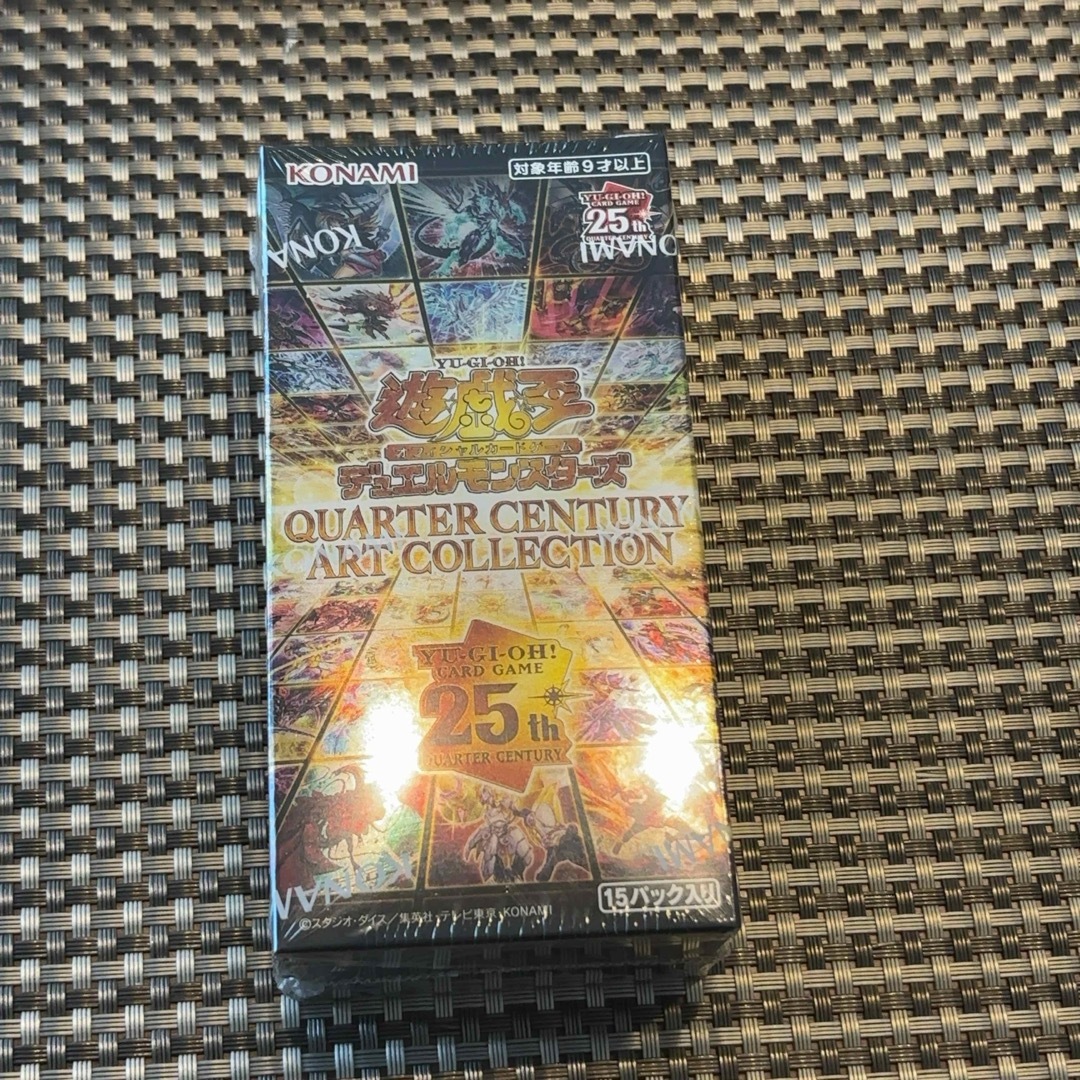 KONAMI
対象年齢9才以上
YU-GI-OH!
CARD GAME
25th
QUARTER CENTURY
KONA
KONAMI
YU-GI-OH!
遊戯王
オフィシャルカードゲーム
デュエルモンスターズ
QUARTER CENTURY
ART COLLECTION
YU-GI-OH!
CARD GAME
25th
QUARTER CENTURY
KONA
AMI
15パック入り
©スタジオ・ダイス／集英社・テレビ東京・KONAMI